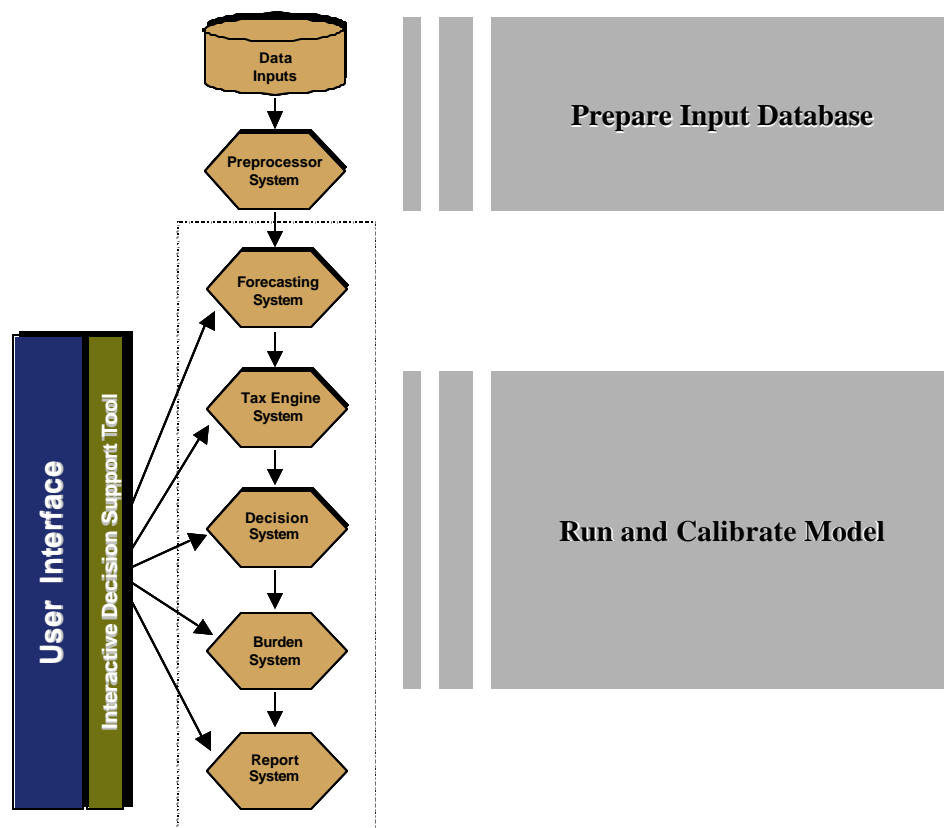 Data
Inputs
Prepare Input Database
Preprocessor
System
Forecasting
System
Tax Engine
System
Decision
System
Burden
System
Report
System
User Interface
Interactive Decision Support Tool
Run and Calibrate Model